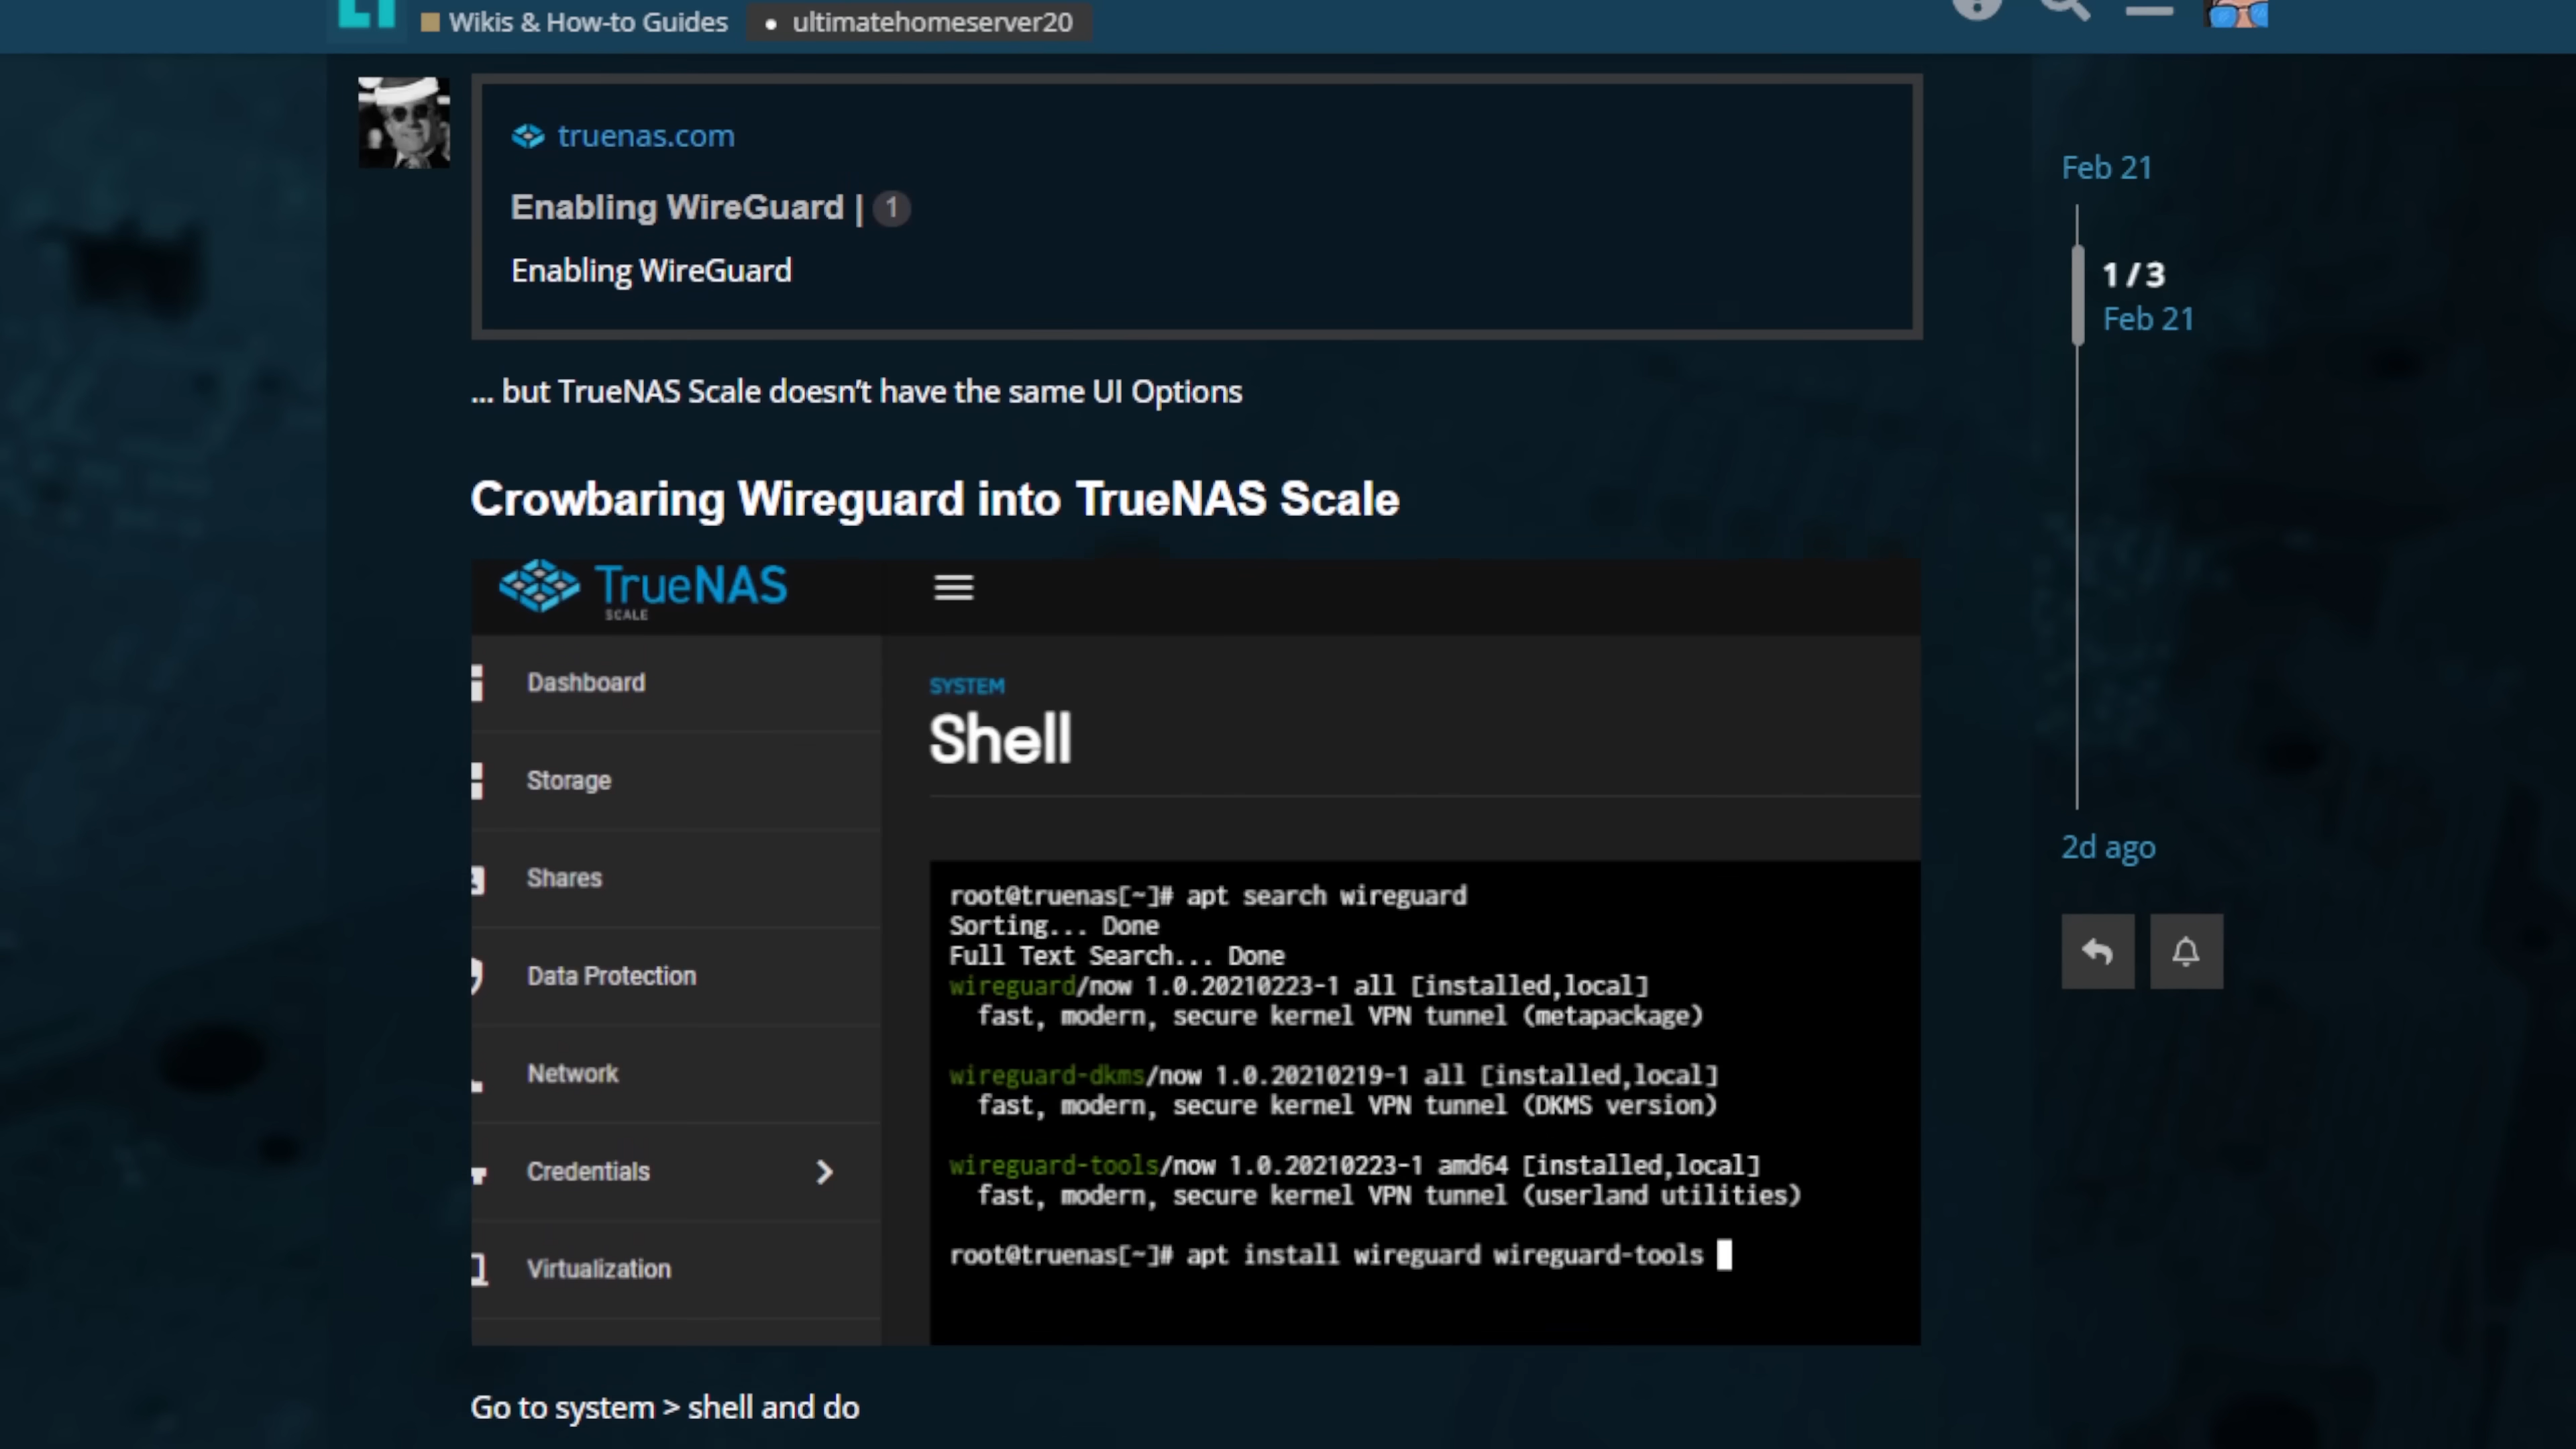 Wikis & How-to Guides • ultimatehomeserver20
truenas.com
Enabling WireGuard | 1
Enabling WireGuard
... but TrueNAS Scale doesn't have the same UI Options
Crowbaring Wireguard into TrueNAS Scale
TrueNAS
SCALE
Dashboard
Storage
Shares
Data Protection
Network
Credentials
Virtualization
SYSTEM
Shell
root@truenas[~]# apt search wireguard
Sorting... Done
Full Text Search... Done
wireguard/now 1.0.20210223-1 all [installed,local]
fast, modern, secure kernel VPN tunnel (metapackage)
wireguard-dkms/now 1.0.20210219-1 all [installed,local]
fast, modern, secure kernel VPN tunnel (DKMS version)
wireguard-tools/now 1.0.20210223-1 amd64 [installed,local]
fast, modern, secure kernel VPN tunnel (userland utilities)
root@truenas[~]# apt install wireguard wireguard-tools
Go to system > shell and do
Feb 21
1 / 3
Feb 21
2d ago